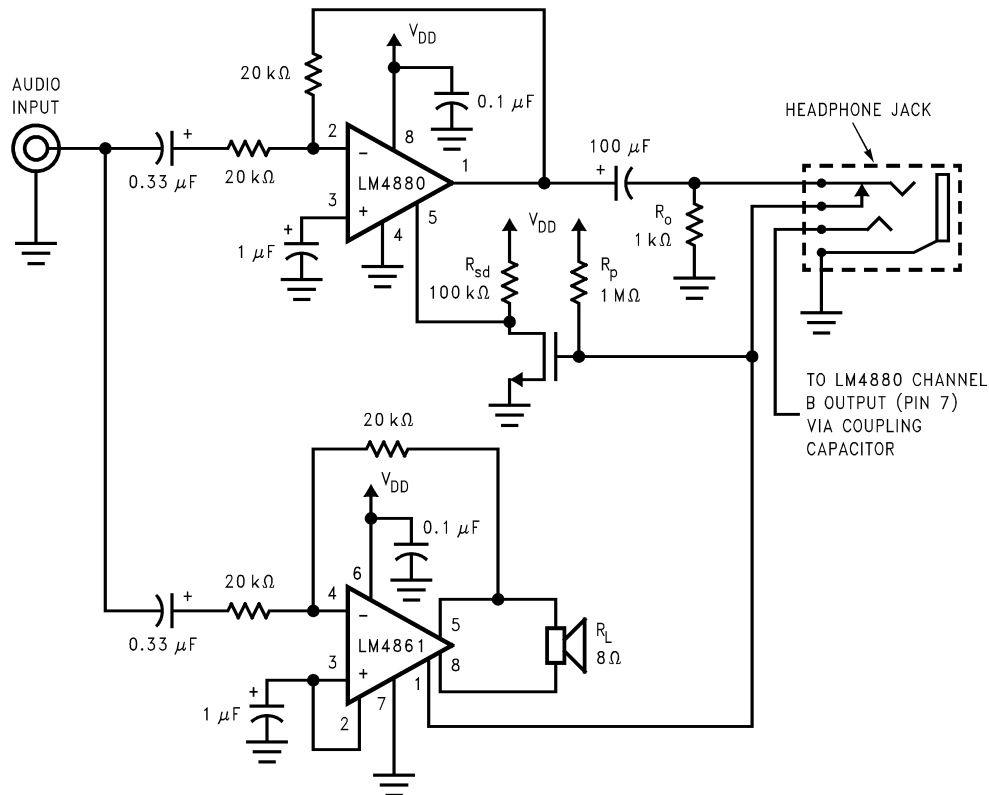 AUDIO
INPUT
0.33 µF
+
20 kΩ
20 kΩ
V_DD
0.1 µF
2
−
8
1
LM4880
3
+
5
4
+
1 µF
100 µF
+
R_o
1 kΩ
HEADPHONE JACK
V_DD
R_sd
100 kΩ
R_p
1 MΩ
TO LM4880 CHANNEL
B OUTPUT (PIN 7)
VIA COUPLING
CAPACITOR
20 kΩ
V_DD
0.1 µF
0.33 µF
+
20 kΩ
6
4
−
5
LM4861
8
3
+
1
7
2
+
1 µF
R_L
8Ω